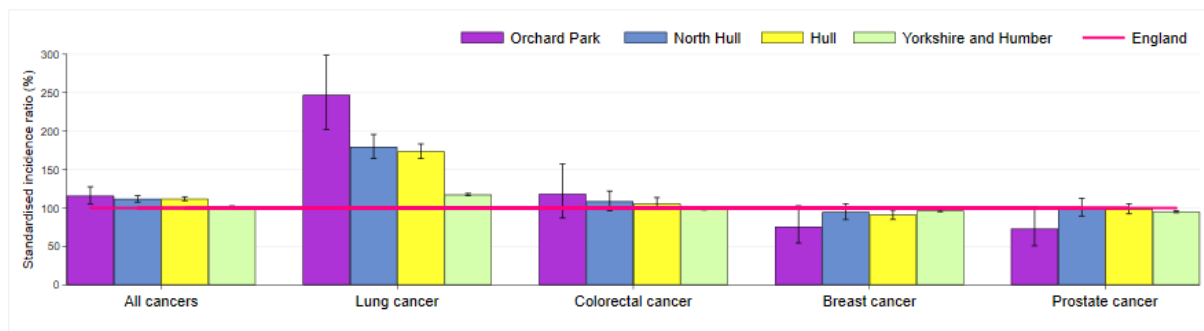 Orchard Park North Hull Hull Yorkshire and Humber England
Standardised incidence ratio (%)
300
250
200
150
100
50
0
All cancers Lung cancer Colorectal cancer Breast cancer Prostate cancer